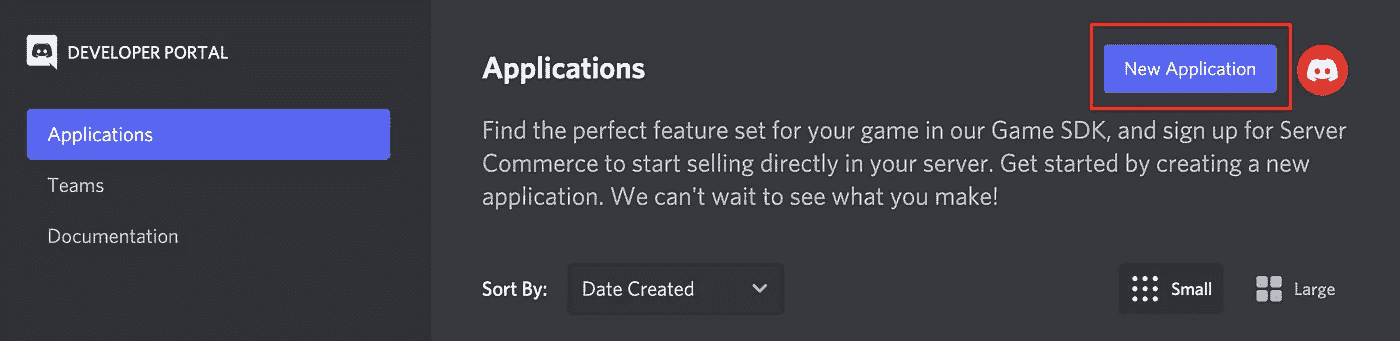 DEVELOPER PORTAL
Applications
Teams
Documentation
Applications
New Application
Find the perfect feature set for your game in our Game SDK, and sign up for Server
Commerce to start selling directly in your server. Get started by creating a new
application. We can't wait to see what you make!
Sort By:
Date Created
Small
Large